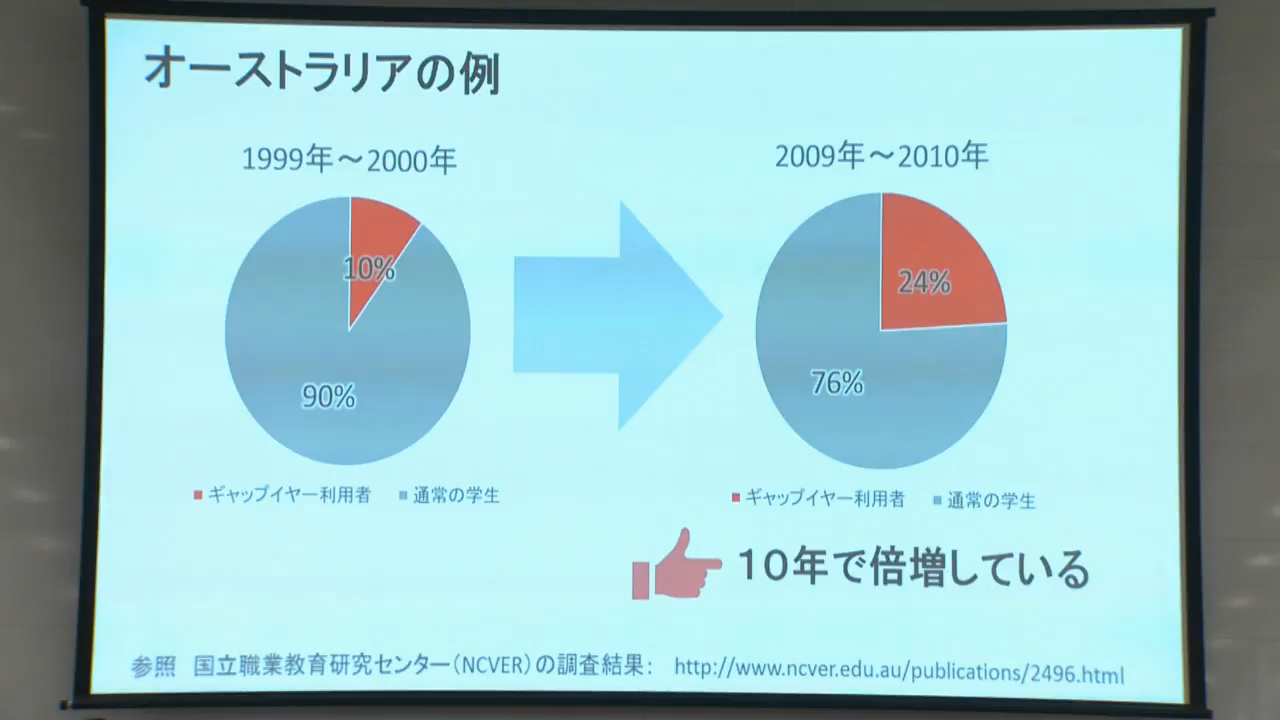 オーストラリアの例
1999年～2000年
10%
90%
ギャップイヤー利用者 通常の学生
2009年～2010年
24%
76%
ギャップイヤー利用者 通常の学生
１０年で倍増している
参照 国立職業教育研究センター（NCVER）の調査結果： http://www.ncver.edu.au/publications/2496.html